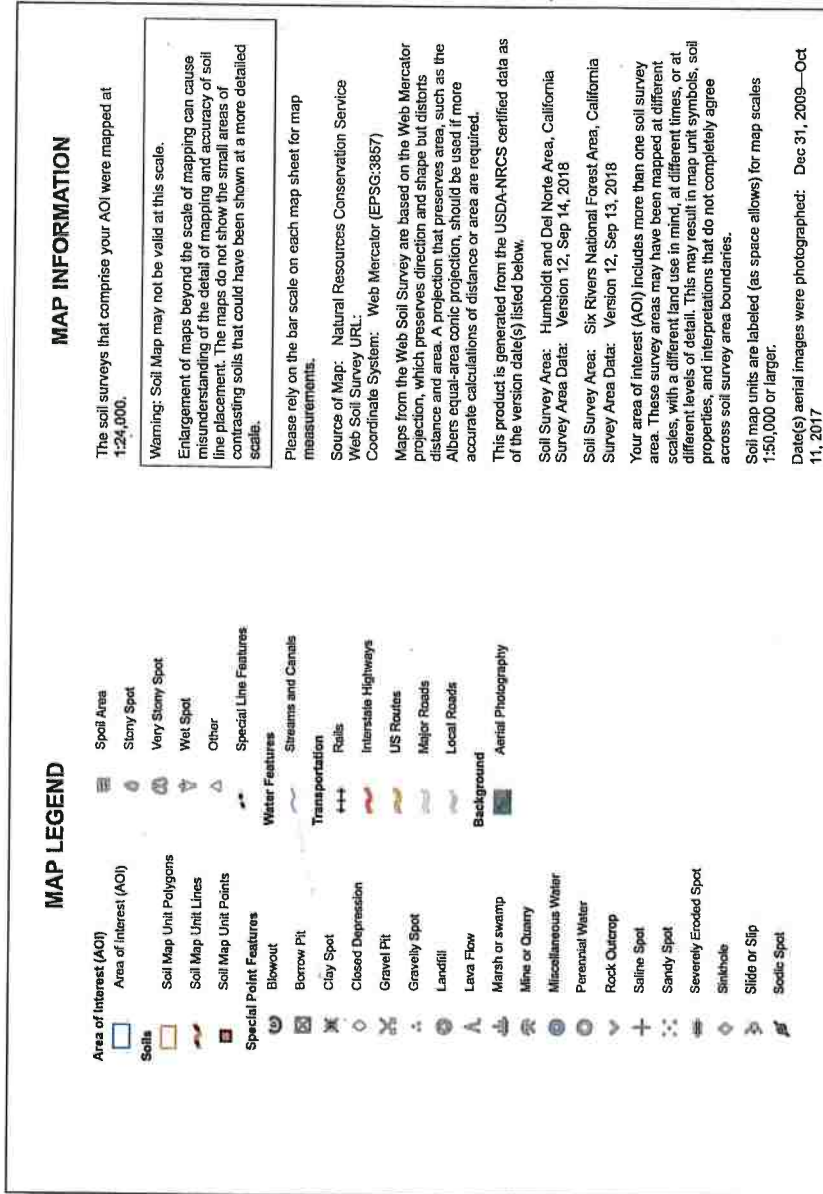 MAP LEGEND
Area of Interest (AOI)
Area of Interest (AOI)
Soils
Soil Map Unit Polygons
Soil Map Unit Lines
Soil Map Unit Points
Special Point Features
Blowout
Borrow Pit
Clay Spot
Closed Depression
Gravel Pit
Gravelly Spot
Landfill
Lava Flow
Marsh or swamp
Mine or Quarry
Miscellaneous Water
Perennial Water
Rock Outcrop
Saline Spot
Sandy Spot
Severely Eroded Spot
Sinkhole
Slide or Slip
Sodic Spot
Spoil Area
Stony Spot
Very Stony Spot
Wet Spot
Other
Special Line Features
Water Features
Streams and Canals
Transportation
Rails
Interstate Highways
US Routes
Major Roads
Local Roads
Background
Aerial Photography
MAP INFORMATION
The soil surveys that comprise your AOI were mapped at
1:24,000.
Warning: Soil Map may not be valid at this scale.
Enlargement of maps beyond the scale of mapping can cause
misunderstanding of the detail of mapping and accuracy of soil
line placement. The maps do not show the small areas of
contrasting soils that could have been shown at a more detailed
scale.
Please rely on the bar scale on each map sheet for map
measurements.
Source of Map: Natural Resources Conservation Service
Web Soil Survey URL:
Coordinate System: Web Mercator (EPSG:3857)
Maps from the Web Soil Survey are based on the Web Mercator
projection, which preserves direction and shape but distorts
distance and area. A projection that preserves area, such as the
Albers equal-area conic projection, should be used if more
accurate calculations of distance or area are required.
This product is generated from the USDA-NRCS certified data as
of the version date(s) listed below.
Soil Survey Area: Humboldt and Del Norte Area, California
Survey Area Data: Version 12, Sep 14, 2018
Soil Survey Area: Six Rivers National Forest Area, California
Survey Area Data: Version 12, Sep 13, 2018
Your area of interest (AOI) includes more than one soil survey
area. These survey areas may have been mapped at different
scales, with a different land use in mind, at different times, or at
different levels of detail. This may result in map unit symbols, soil
properties, and interpretations that do not completely agree
across soil survey area boundaries.
Soil map units are labeled (as space allows) for map scales
1:50,000 or larger.
Date(s) aerial images were photographed: Dec 31, 2009—Oct
11, 2017